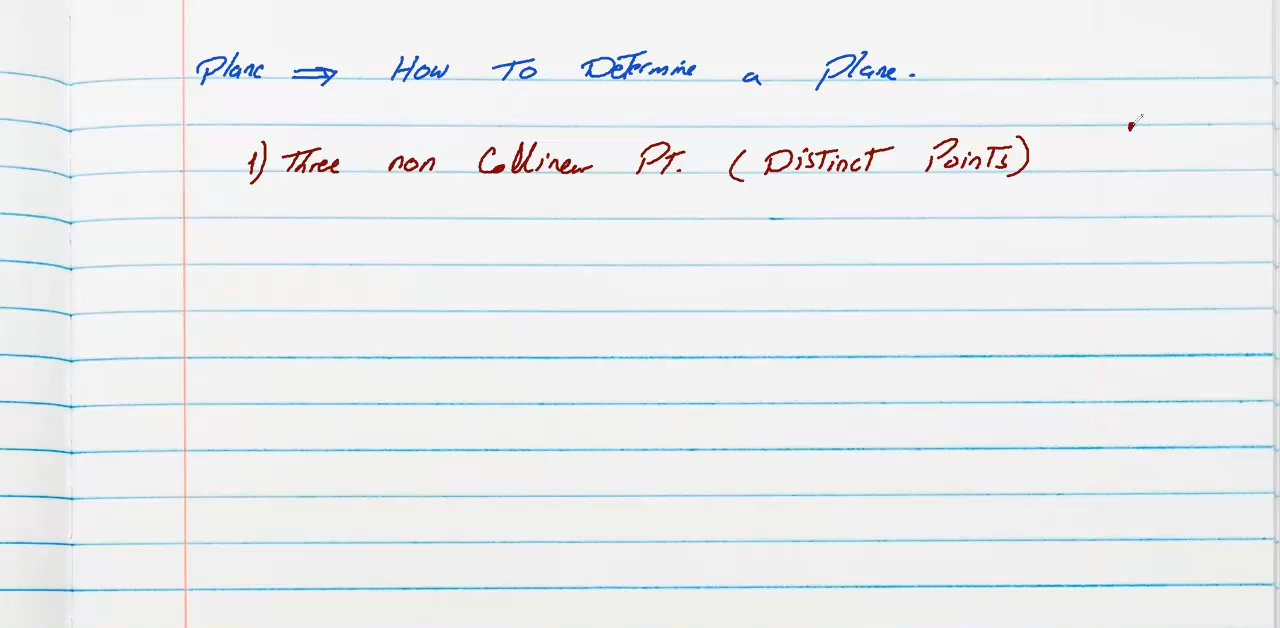 Plane ⇒ How To Determine a Plane.
1) Three non Collinear PT. (Distinct Points)